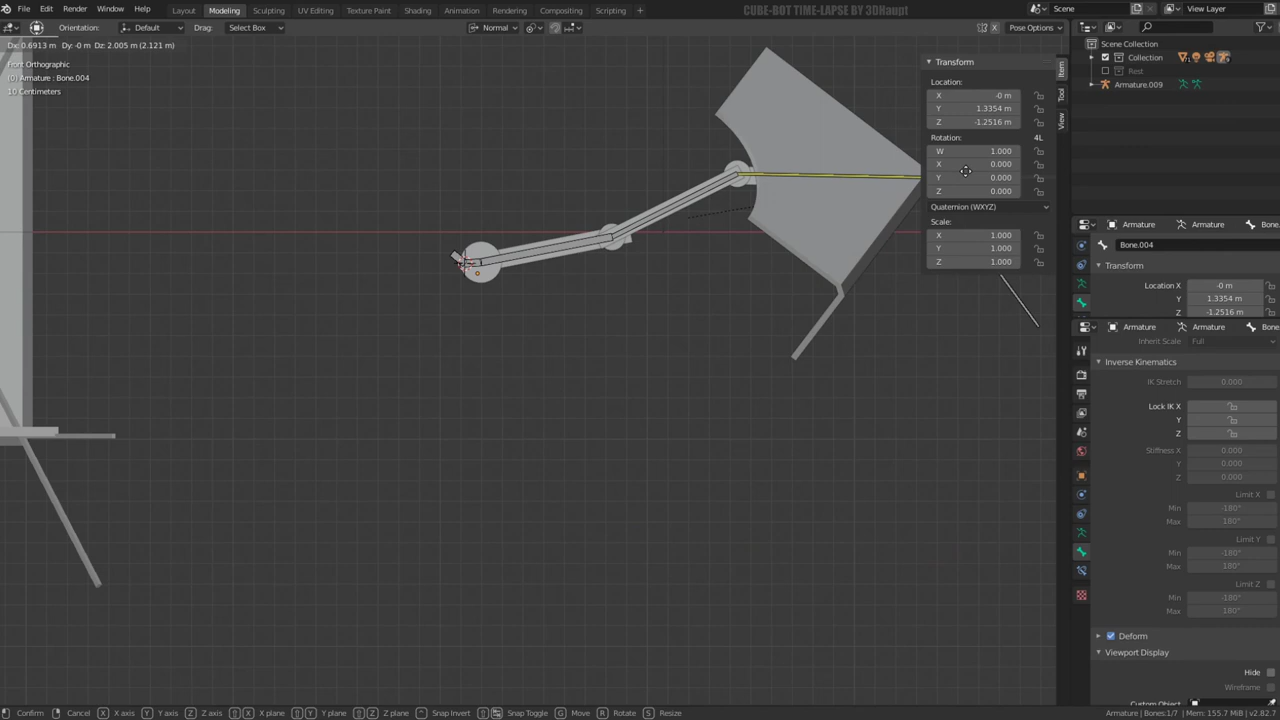 File Edit Render Window Help
Layout Modeling Sculpting UV Editing Texture Paint Shading Animation Rendering Compositing Scripting
CUBE-BOT TIME-LAPSE BY 3DHaupt
Scene View Layer
Orientation: Default Drag: Select Box Normal X Pose Options
Dx: 0.6913 m Dy: -0 m Dz: 2.005 m (2.121 m)
Front Orthographic
(0) Armature : Bone.004
10 Centimeters
Transform
Location:
X -0 m
Y 1.3354 m
Z -1.2516 m
Rotation: 4L
W 1.000
X 0.000
Y 0.000
Z 0.000
Quaternion (WXYZ)
Scale:
X 1.000
Y 1.000
Z 1.000
Item
Tool
View
Scene Collection
Collection
Rest
Armature.009
Armature Armature Bone.004
Bone.004
Transform
Location X -0 m
Y 1.3354 m
Z -1.2516 m
Armature Armature Bone
Inherit Scale Full
Inverse Kinematics
IK Stretch 0.000
Lock IK X
Y
Z
Stiffness X 0.000
Y 0.000
Z 0.000
Limit X
Min -180°
Max 180°
Limit Y
Min -180°
Max 180°
Limit Z
Min -180°
Max 180°
Deform
Viewport Display
Hide
Wireframe
Custom Object
Confirm Cancel X X axis Y Y axis Z Z axis X X plane Y Y plane Z Z plane Snap Invert Snap Toggle G Move R Rotate S Resize
Armature | Bones:1/7 | Mem: 155.7 MiB | v2.82.7